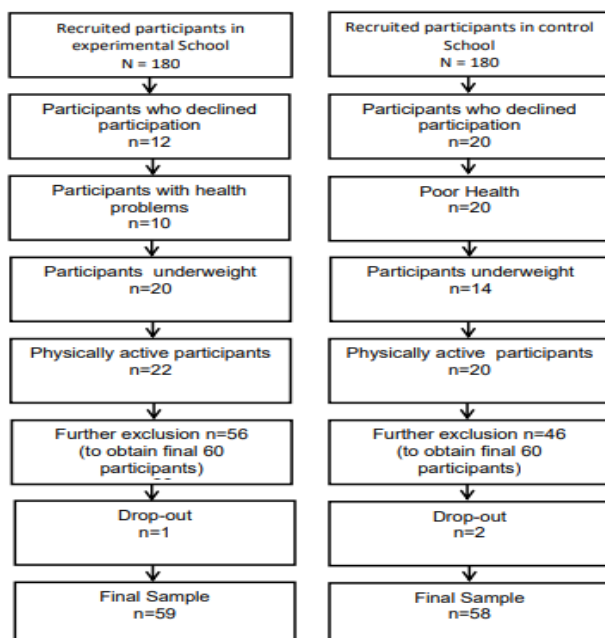 Recruited participants in
experimental School
N = 180
Participants who declined
participation
n=12
Participants with health
problems
n=10
Participants underweight
n=20
Physically active participants
n=22
Further exclusion n=56
(to obtain final 60
participants)
Drop-out
n=1
Final Sample
n=59
Recruited participants in control
School
N = 180
Participants who declined
participation
n=20
Poor Health
n=20
Participants underweight
n=14
Physically active participants
n=20
Further exclusion n=46
(to obtain final 60
participants)
Drop-out
n=2
Final Sample
n=58